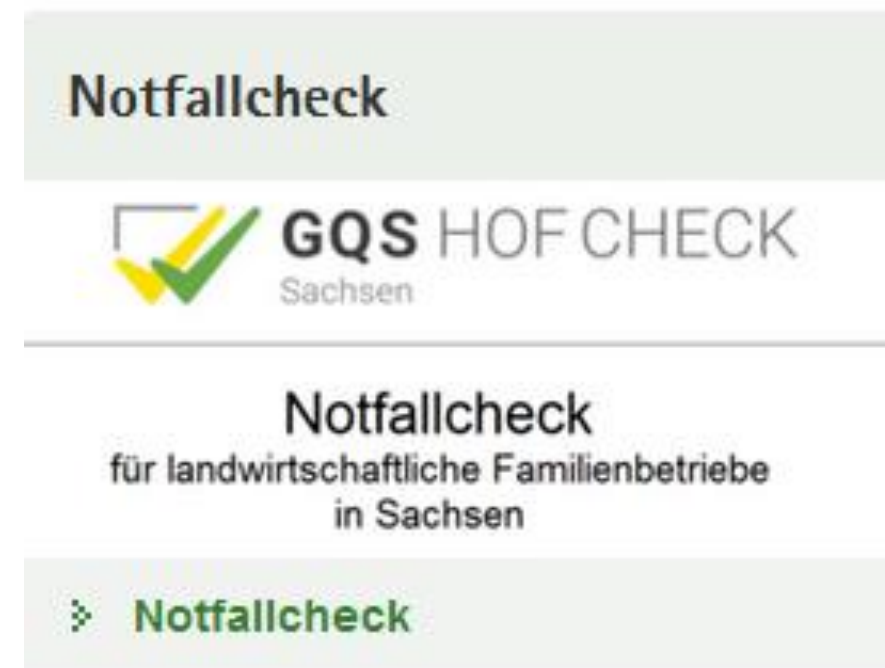 Notfallcheck
GQS HOF CHECK
Sachsen
Notfallcheck
für landwirtschaftliche Familienbetriebe
in Sachsen
Notfallcheck